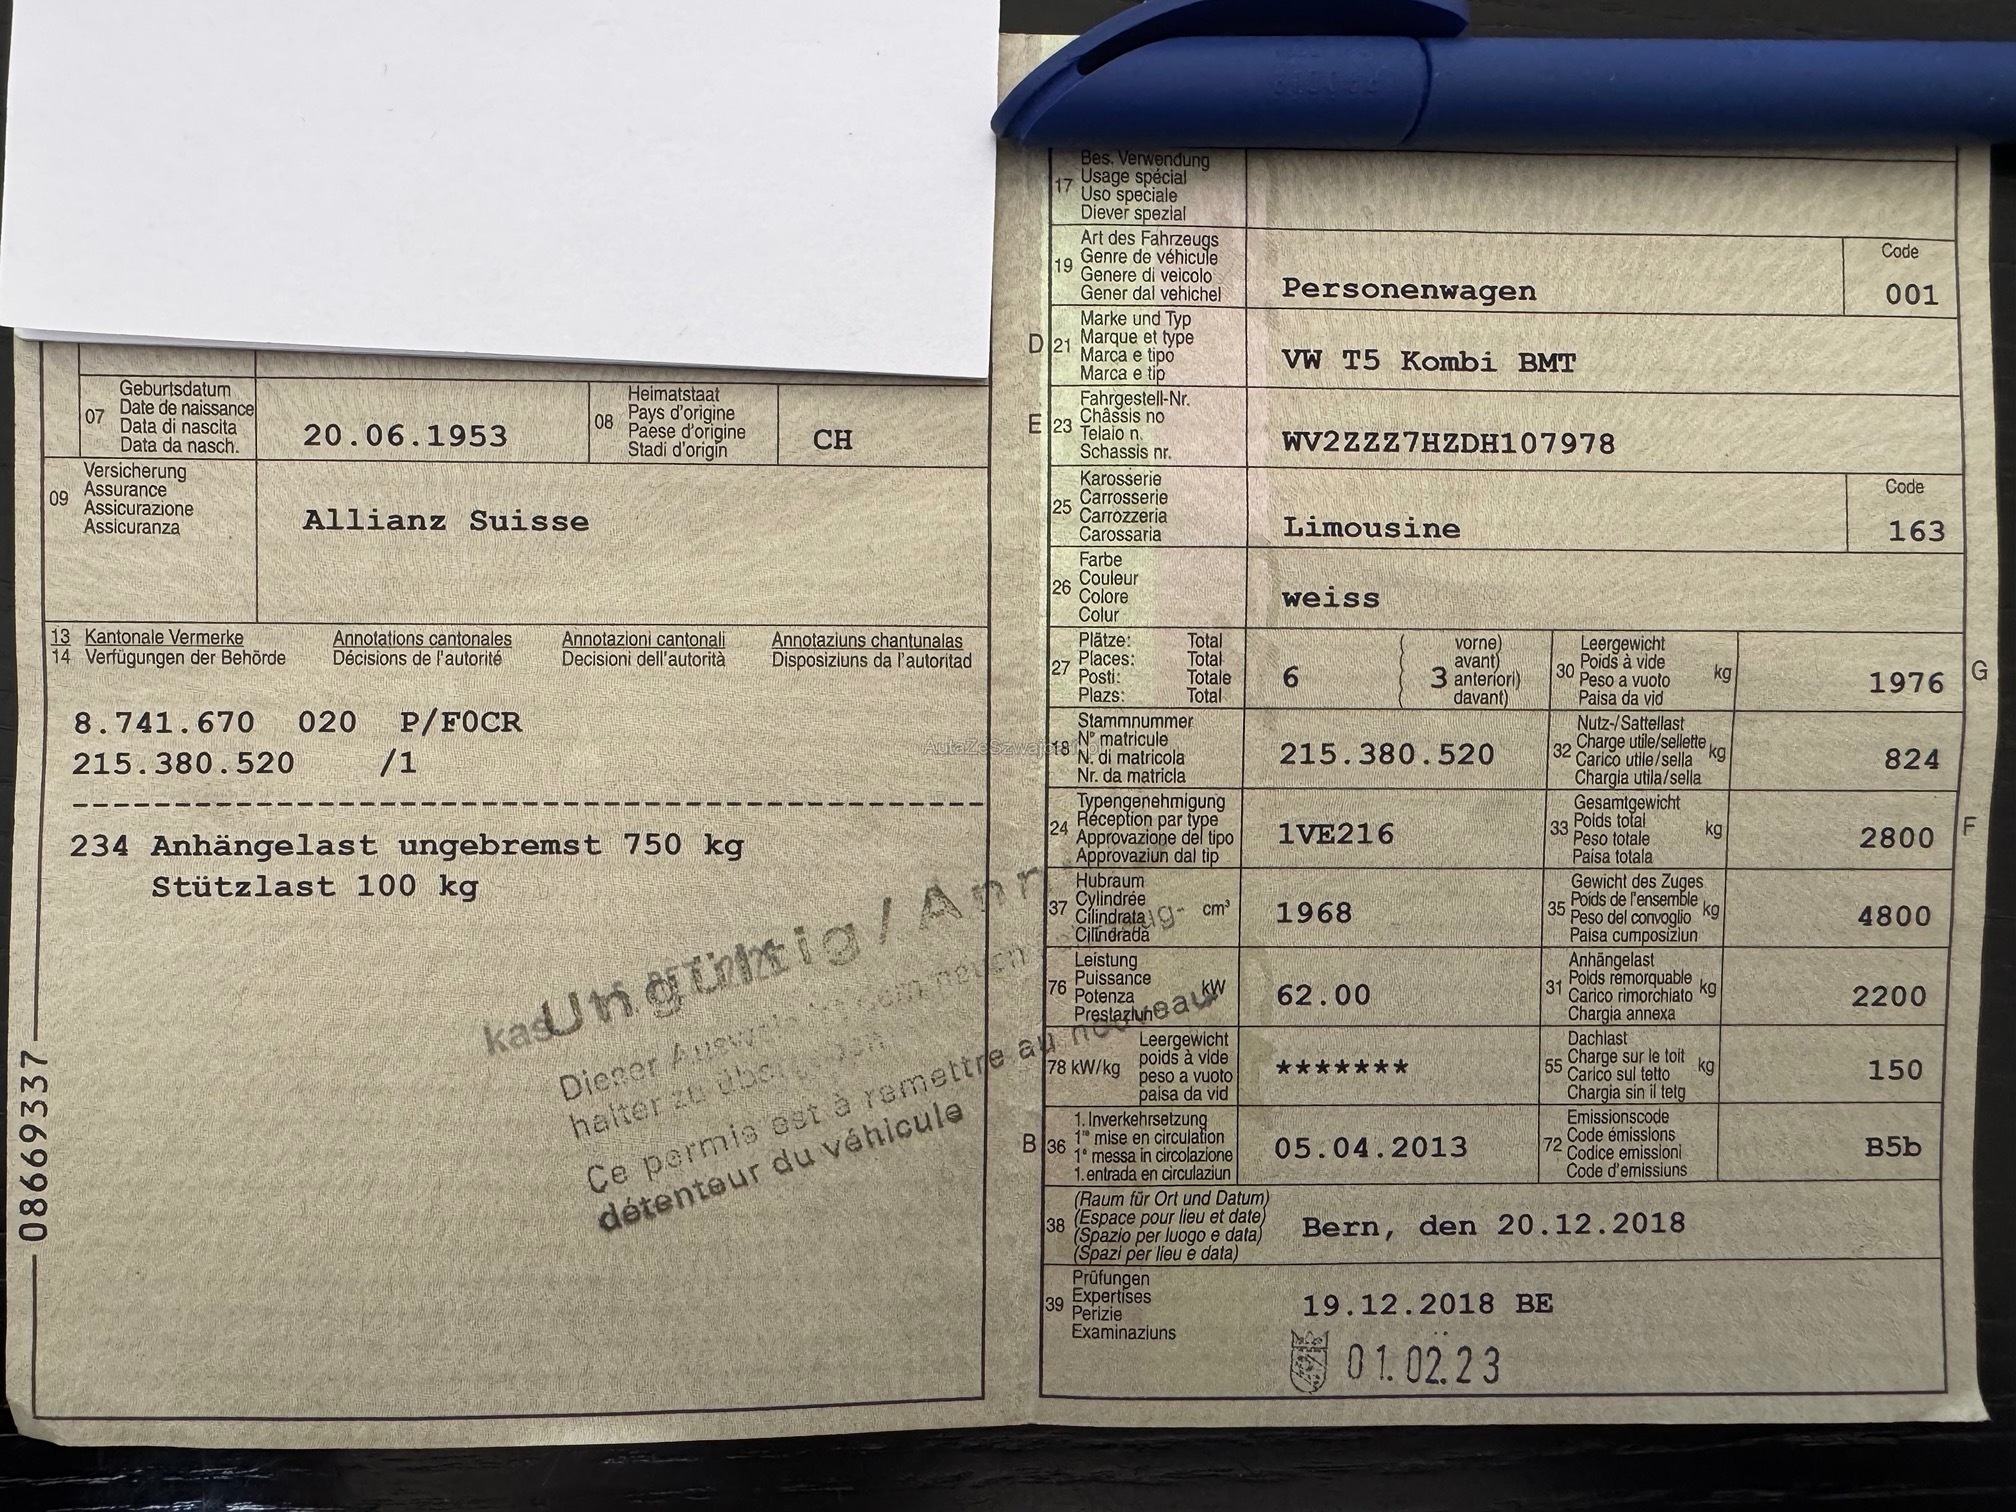 07
Geburtsdatum
Date de naissance
Data di nascita
Data da nasch.
20.06.1953
08
Heimatstaat
Pays d'origine
Paese d'origine
Stadi d'origin
CH
09
Versicherung
Assurance
Assicurazione
Assicuranza
Allianz Suisse
13 Kantonale Vermerke Annotations cantonales Annotazioni cantonali Annotaziuns chantunalas
14 Verfügungen der Behörde Décisions de l'autorité Decisioni dell'autorità Disposiziuns da l'autoritad
8.741.670 020 P/F0CR
215.380.520 /1
234 Anhängelast ungebremst 750 kg
Stützlast 100 kg
Ungültig/
Dieser
halter zu
Ce permis est à remettre au nouveau
détenteur du véhicule
08669337
17
Bes. Verwendung
Usage spécial
Uso speciale
Diever spezial
19
Art des Fahrzeugs
Genre de véhicule
Genere di veicolo
Gener dal vehichel
Personenwagen
Code
001
D 21
Marke und Typ
Marque et type
Marca e tipo
Marca e tip
VW T5 Kombi BMT
E 23
Fahrgestell-Nr.
Châssis no
Telaio n.
Schassis nr.
WV2ZZZ7HZDH107978
25
Karosserie
Carrosserie
Carrozzeria
Carossaria
Limousine
Code
163
26
Farbe
Couleur
Colore
Colur
weiss
27
Plätze: Total
Places: Total
Posti: Totale
Plazs: Total
6
3
vorne)
avant)
anteriori)
davant)
30
Leergewicht
Poids à vide
Peso a vuoto
Paisa da vid
kg
1976
G
18
Stammnummer
N° matricule
N. di matricola
Nr. da matricla
215.380.520
32
Nutz-/Sattellast
Charge utile/sellette
Carico utile/sella
Chargia utila/sella
kg
824
24
Typengenehmigung
Réception par type
Approvazione del tipo
Approvaziun dal tip
1VE216
33
Gesamtgewicht
Poids total
Peso totale
Paisa totala
kg
2800
F
37
Hubraum
Cylindrée
Cilindrata
Cilindrada
cm³
1968
35
Gewicht des Zuges
Poids de l'ensemble
Peso del convoglio
Paisa cumposiziun
kg
4800
76
Leistung
Puissance
Potenza
Prestaziun
kW
62.00
31
Anhängelast
Poids remorquable
Carico rimorchiato
Chargia annexa
kg
2200
78 kW/kg
Leergewicht
poids à vide
peso a vuoto
paisa da vid
*******
55
Dachlast
Charge sur le toit
Carico sul tetto
Chargia sin il tetg
kg
150
B 36
1. Inverkehrsetzung
1re mise en circulation
1a messa in circolazione
1. entrada en circulaziun
05.04.2013
72
Emissionscode
Code émissions
Codice emissioni
Code d'emissiuns
B5b
38
(Raum für Ort und Datum)
(Espace pour lieu et date)
(Spazio per luogo e data)
(Spazi per lieu e data)
Bern, den 20.12.2018
39
Prüfungen
Expertises
Perizie
Examinaziuns
19.12.2018 BE
01.02.23